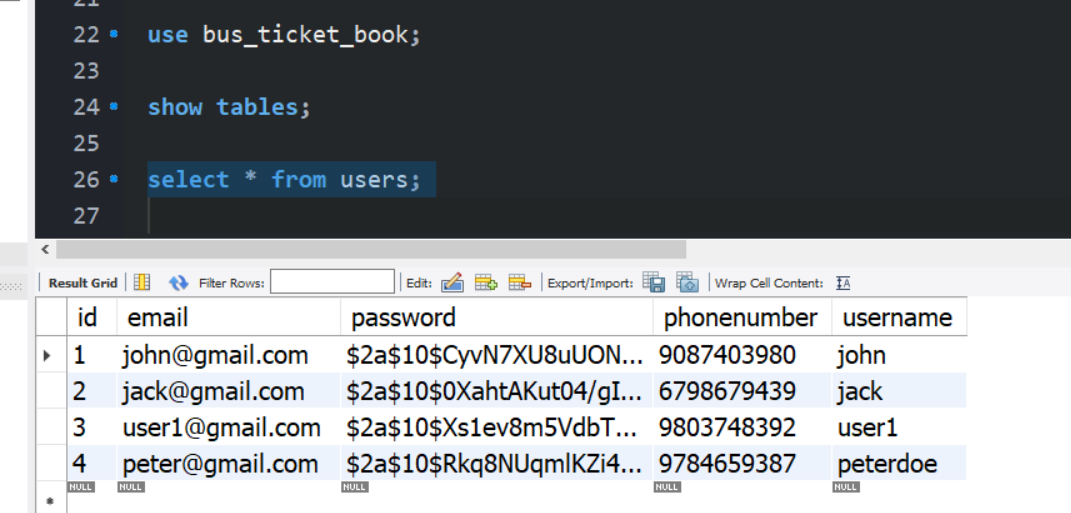 21
22 use bus_ticket_book;
23
24 show tables;
25
26 select * from users;
27
Result Grid Filter Rows: Edit: Export/Import: Wrap Cell Content: IA
id email password phonenumber username
1 john@gmail.com $2a$10$CyvN7XU8uUON... 9087403980 john
2 jack@gmail.com $2a$10$0XahtAKut04/gI... 6798679439 jack
3 user1@gmail.com $2a$10$Xs1ev8m5VdbT... 9803748392 user1
4 peter@gmail.com $2a$10$Rkq8NUqmlKZi4... 9784659387 peterdoe
NULL NULL NULL NULL NULL